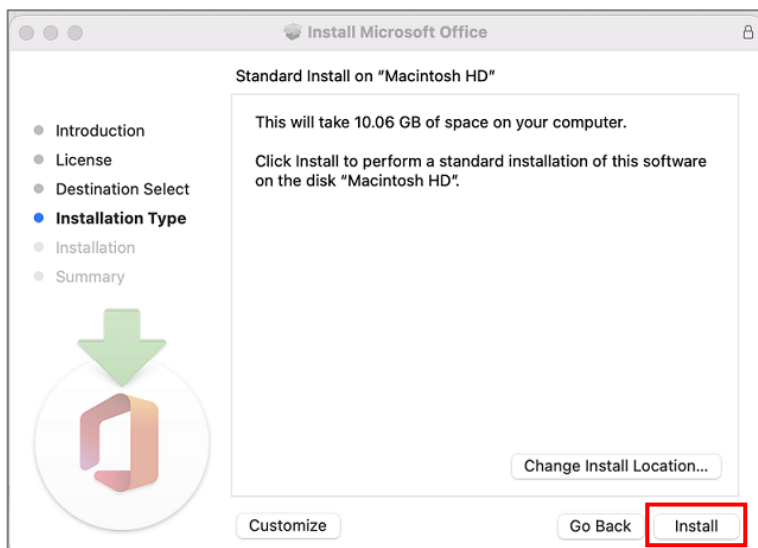 Install Microsoft Office
Standard Install on “Macintosh HD”
Introduction
License
Destination Select
Installation Type
Installation
Summary
This will take 10.06 GB of space on your computer.
Click Install to perform a standard installation of this software
on the disk “Macintosh HD”.
Change Install Location...
Customize
Go Back
Install